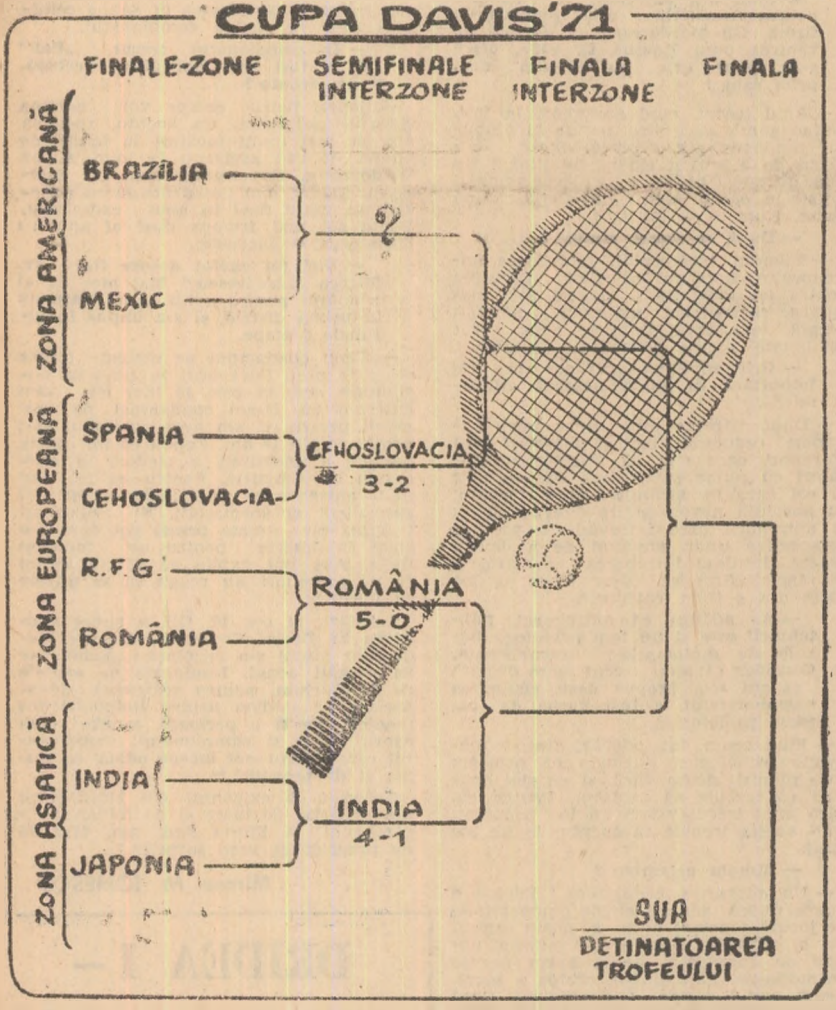 CUPA DAVIS'71
FINALE-ZONE
SEMIFINALE
INTERZONE
FINALA
INTERZONE
FINALA
ZONA AMERICANĂ
BRAZILIA
MEXIC
?
ZONA EUROPEANĂ
SPANIA
CEHOSLOVACIA
CEHOSLOVACIA
3-2
R.F.G.
ROMÂNIA
ROMÂNIA
5-0
ZONA ASIATICĂ
INDIA
JAPONIA
INDIA
4-1
SUA
DEȚINATOAREA
TROFEULUI